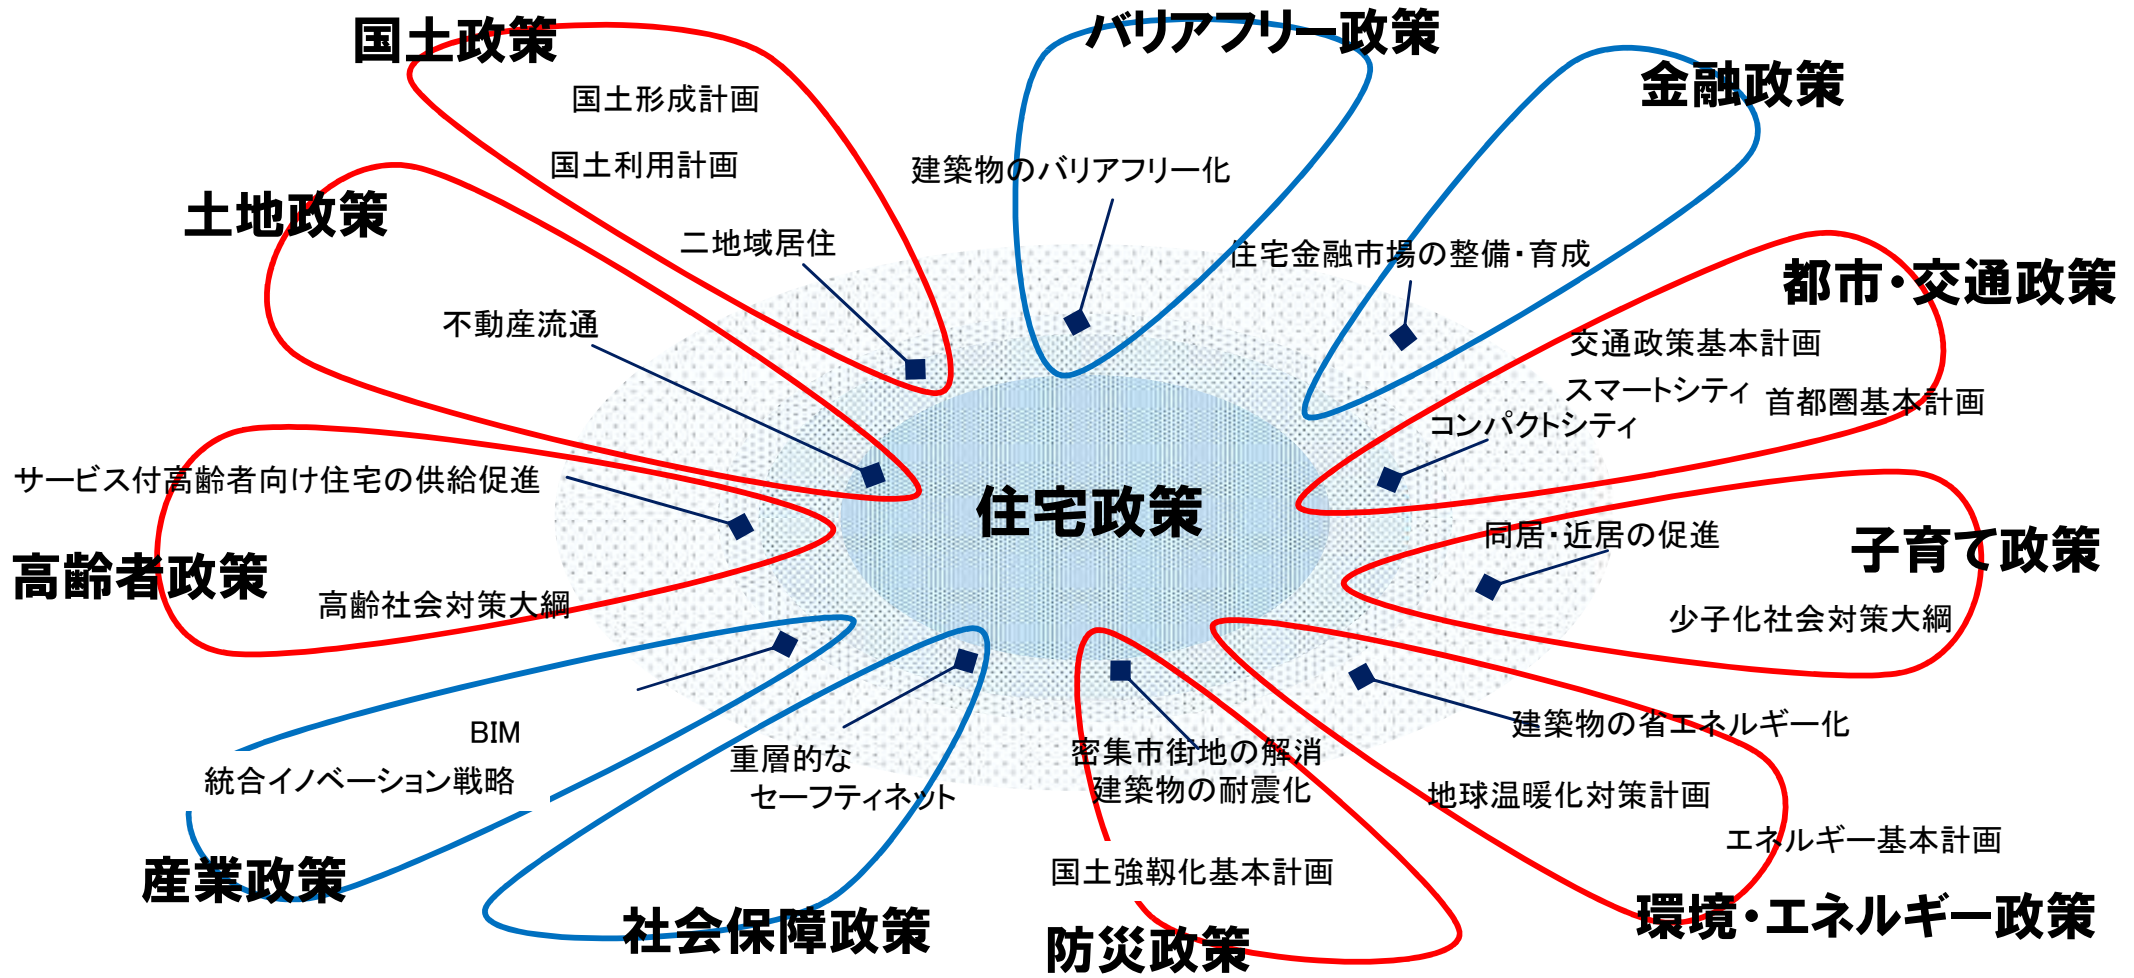 国土政策
バリアフリー政策
金融政策
国土形成計画
国土利用計画
建築物のバリアフリー化
土地政策
二地域居住
住宅金融市場の整備・育成
都市・交通政策
不動産流通
交通政策基本計画
スマートシティ
首都圏基本計画
コンパクトシティ
サービス付高齢者向け住宅の供給促進
住宅政策
同居・近居の促進
子育て政策
高齢者政策
高齢社会対策大綱
少子化社会対策大綱
BIM
統合イノベーション戦略
重層的な
セーフティネット
密集市街地の解消
建築物の耐震化
建築物の省エネルギー化
地球温暖化対策計画
エネルギー基本計画
国土強靱化基本計画
産業政策
社会保障政策
防災政策
環境・エネルギー政策